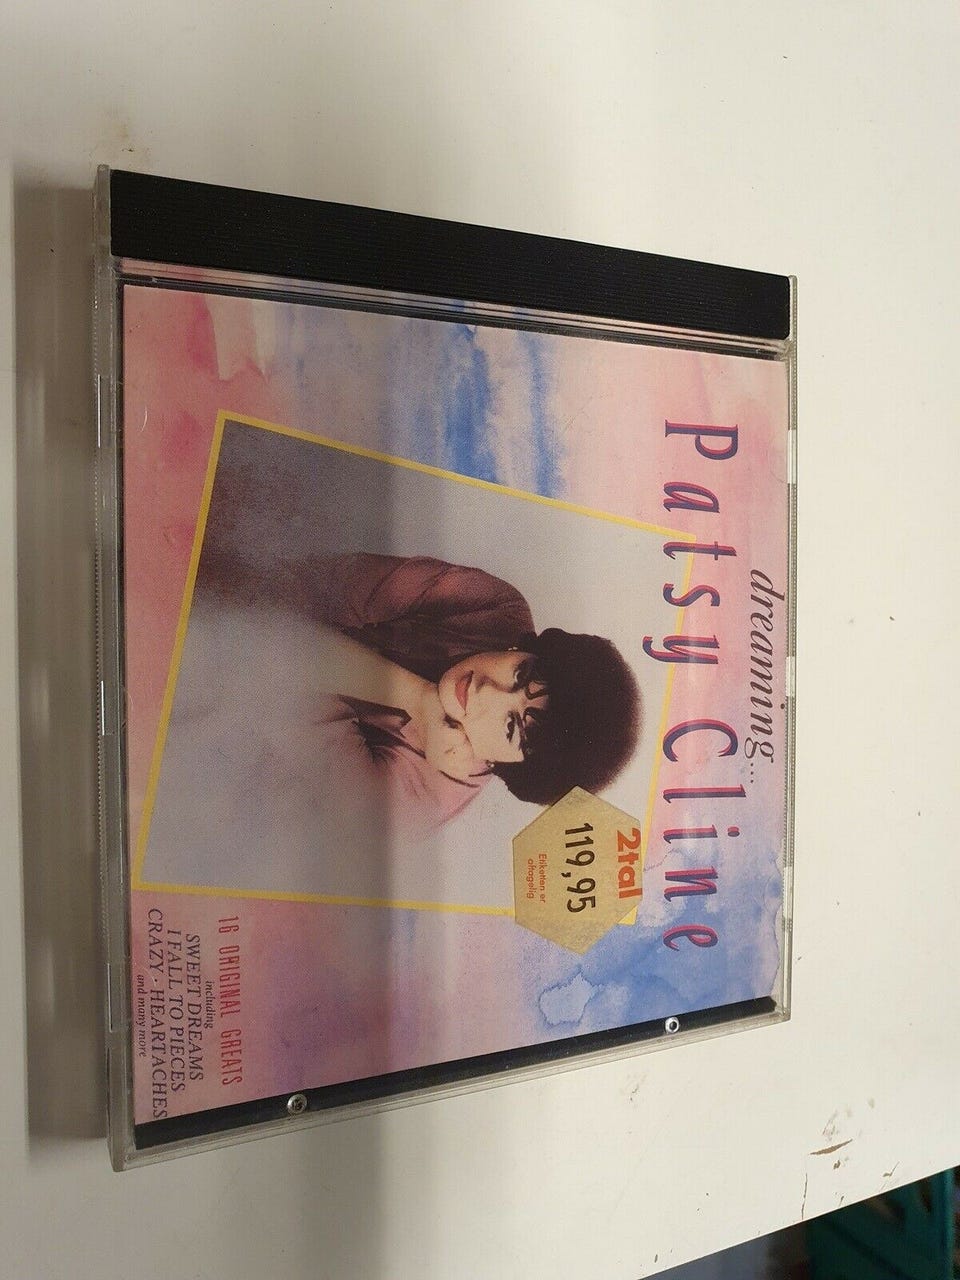 dreaming...
Patsy Cline
2tal
119,95
Etiketten er
aftagelig
16 ORIGINAL GREATS
including
SWEET DREAMS
I FALL TO PIECES
CRAZY · HEARTACHES
and many more